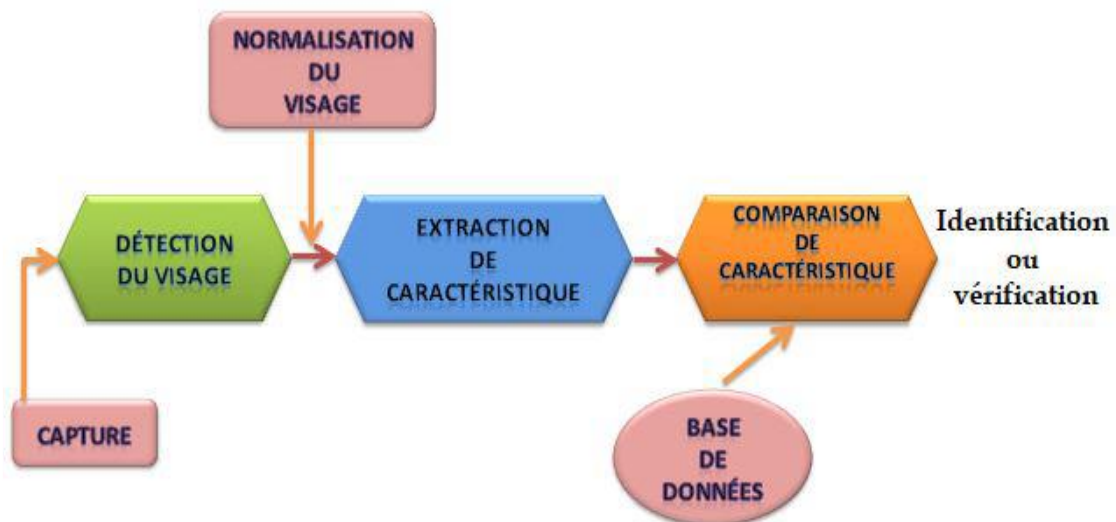 NORMALISATION
DU
VISAGE
DÉTECTION
DU VISAGE
EXTRACTION
DE
CARACTÉRISTIQUE
COMPARAISON
DE
CARACTÉRISTIQUE
Identification
ou
vérification
CAPTURE
BASE
DE
DONNÉES